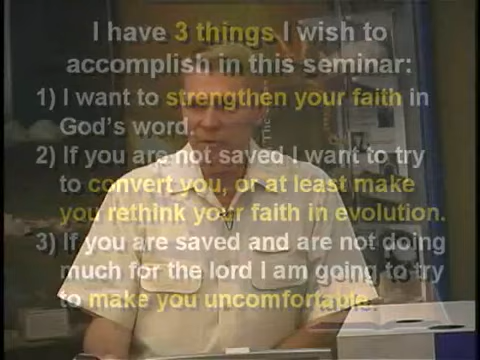 I have 3 things I wish to
accomplish in this seminar:
1) I want to strengthen your faith in
God's word.
2) If you are not saved I want to try
to convert you, or at least make
you rethink your faith in evolution.
3) If you are saved and are not doing
much for the lord I am going to try
to make you uncomfortable.
The